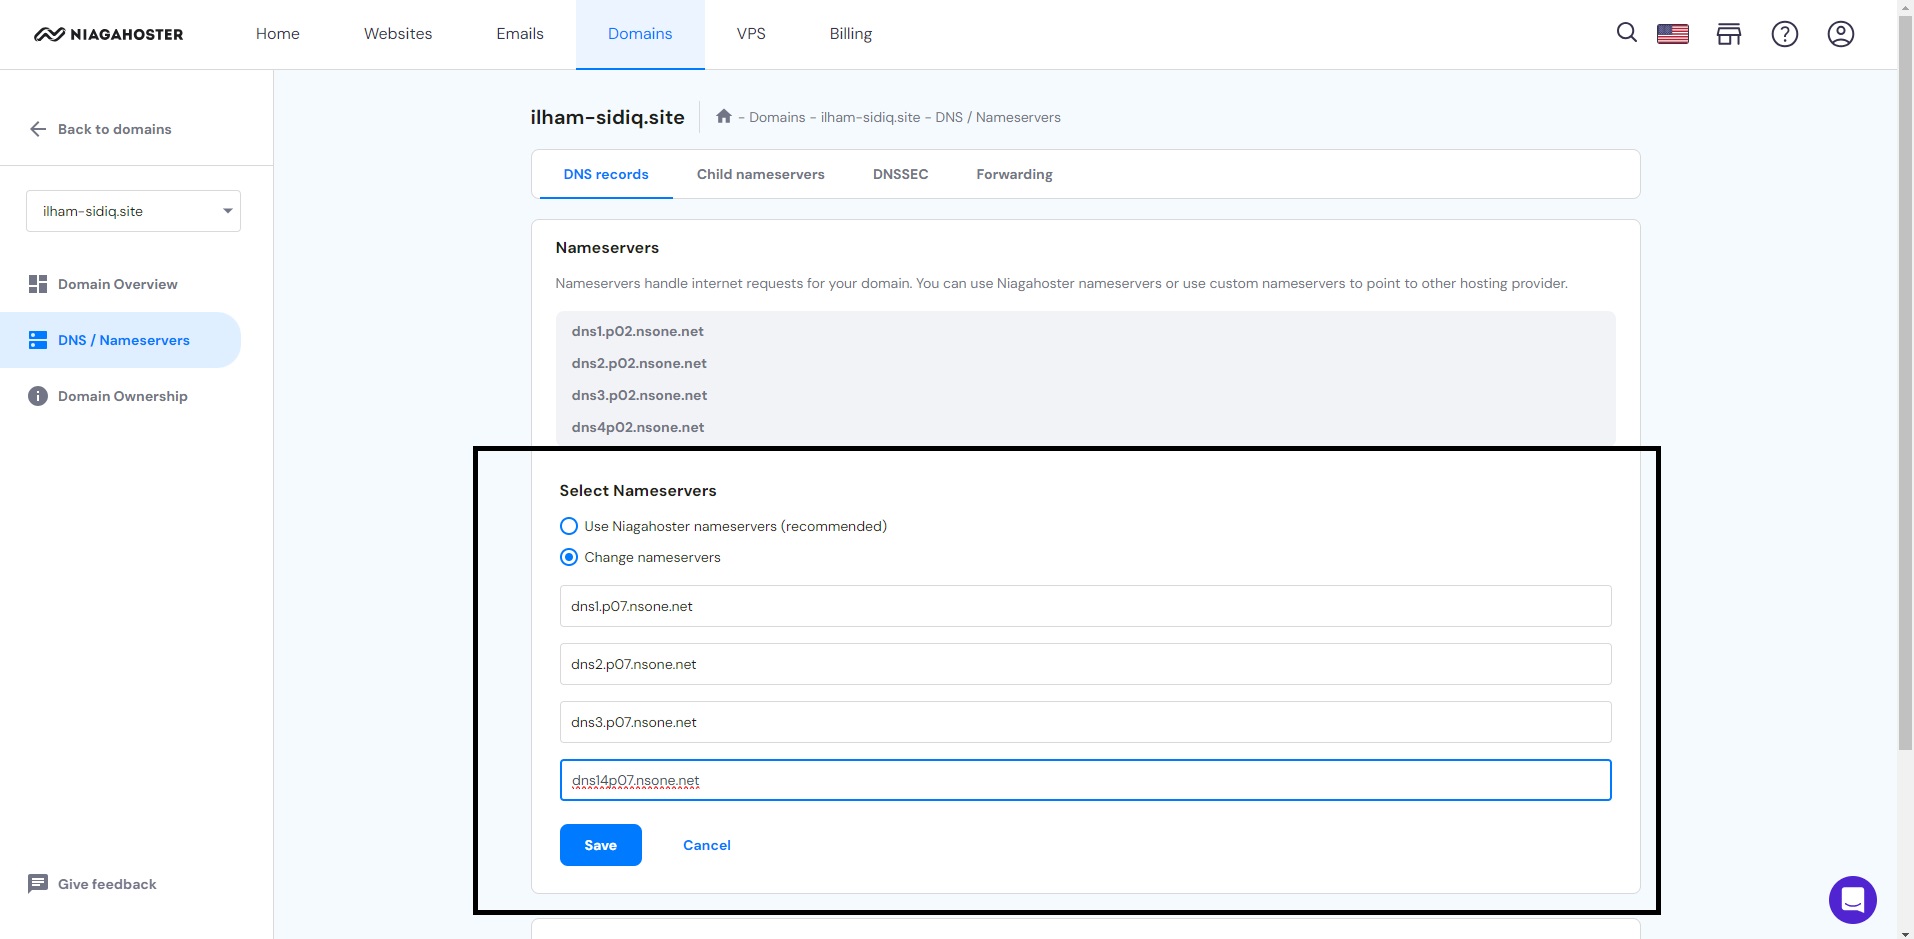 NIAGAHOSTER
Home
Websites
Emails
Domains
VPS
Billing
Back to domains
ilham-sidiq.site
Domain Overview
DNS / Nameservers
Domain Ownership
Give feedback
ilham-sidiq.site
- Domains - ilham-sidiq.site - DNS / Nameservers
DNS records
Child nameservers
DNSSEC
Forwarding
Nameservers
Nameservers handle internet requests for your domain. You can use Niagahoster nameservers or use custom nameservers to point to other hosting provider.
dns1.p02.nsone.net
dns2.p02.nsone.net
dns3.p02.nsone.net
dns4p02.nsone.net
Select Nameservers
Use Niagahoster nameservers (recommended)
Change nameservers
dns1.p07.nsone.net
dns2.p07.nsone.net
dns3.p07.nsone.net
dns14p07.nsone.net
Save
Cancel